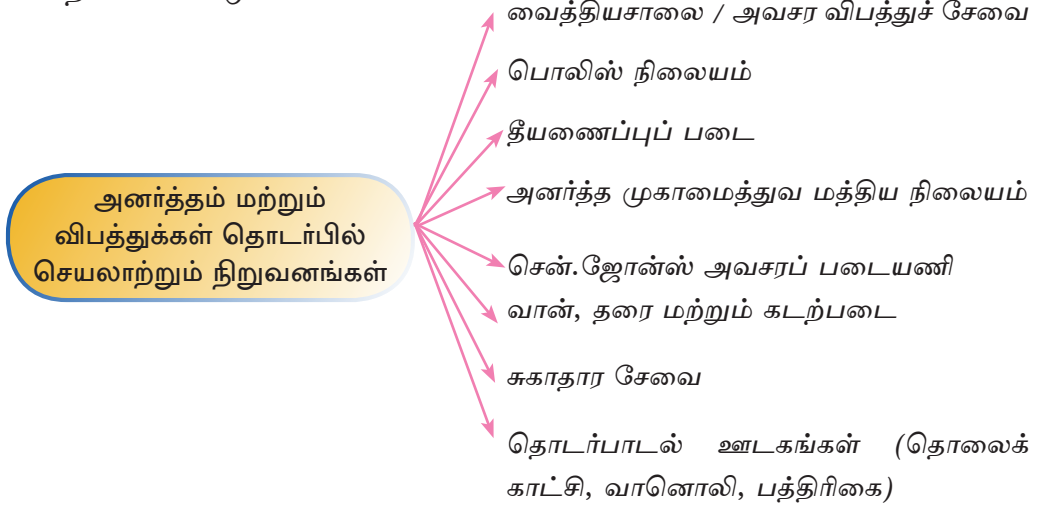 வைத்தியசாலை / அவசர விபத்துச் சேவை
பொலிஸ் நிலையம்
தீயணைப்புப் படை
அனர்த்தம் மற்றும்
விபத்துக்கள் தொடர்பில்
செயலாற்றும் நிறுவனங்கள்
அனர்த்த முகாமைத்துவ மத்திய நிலையம்
சென்.ஜோன்ஸ் அவசரப் படையணி
வான், தரை மற்றும் கடற்படை
சுகாதார சேவை
தொடர்பாடல் ஊடகங்கள் (தொலைக்
காட்சி, வானொலி, பத்திரிகை)